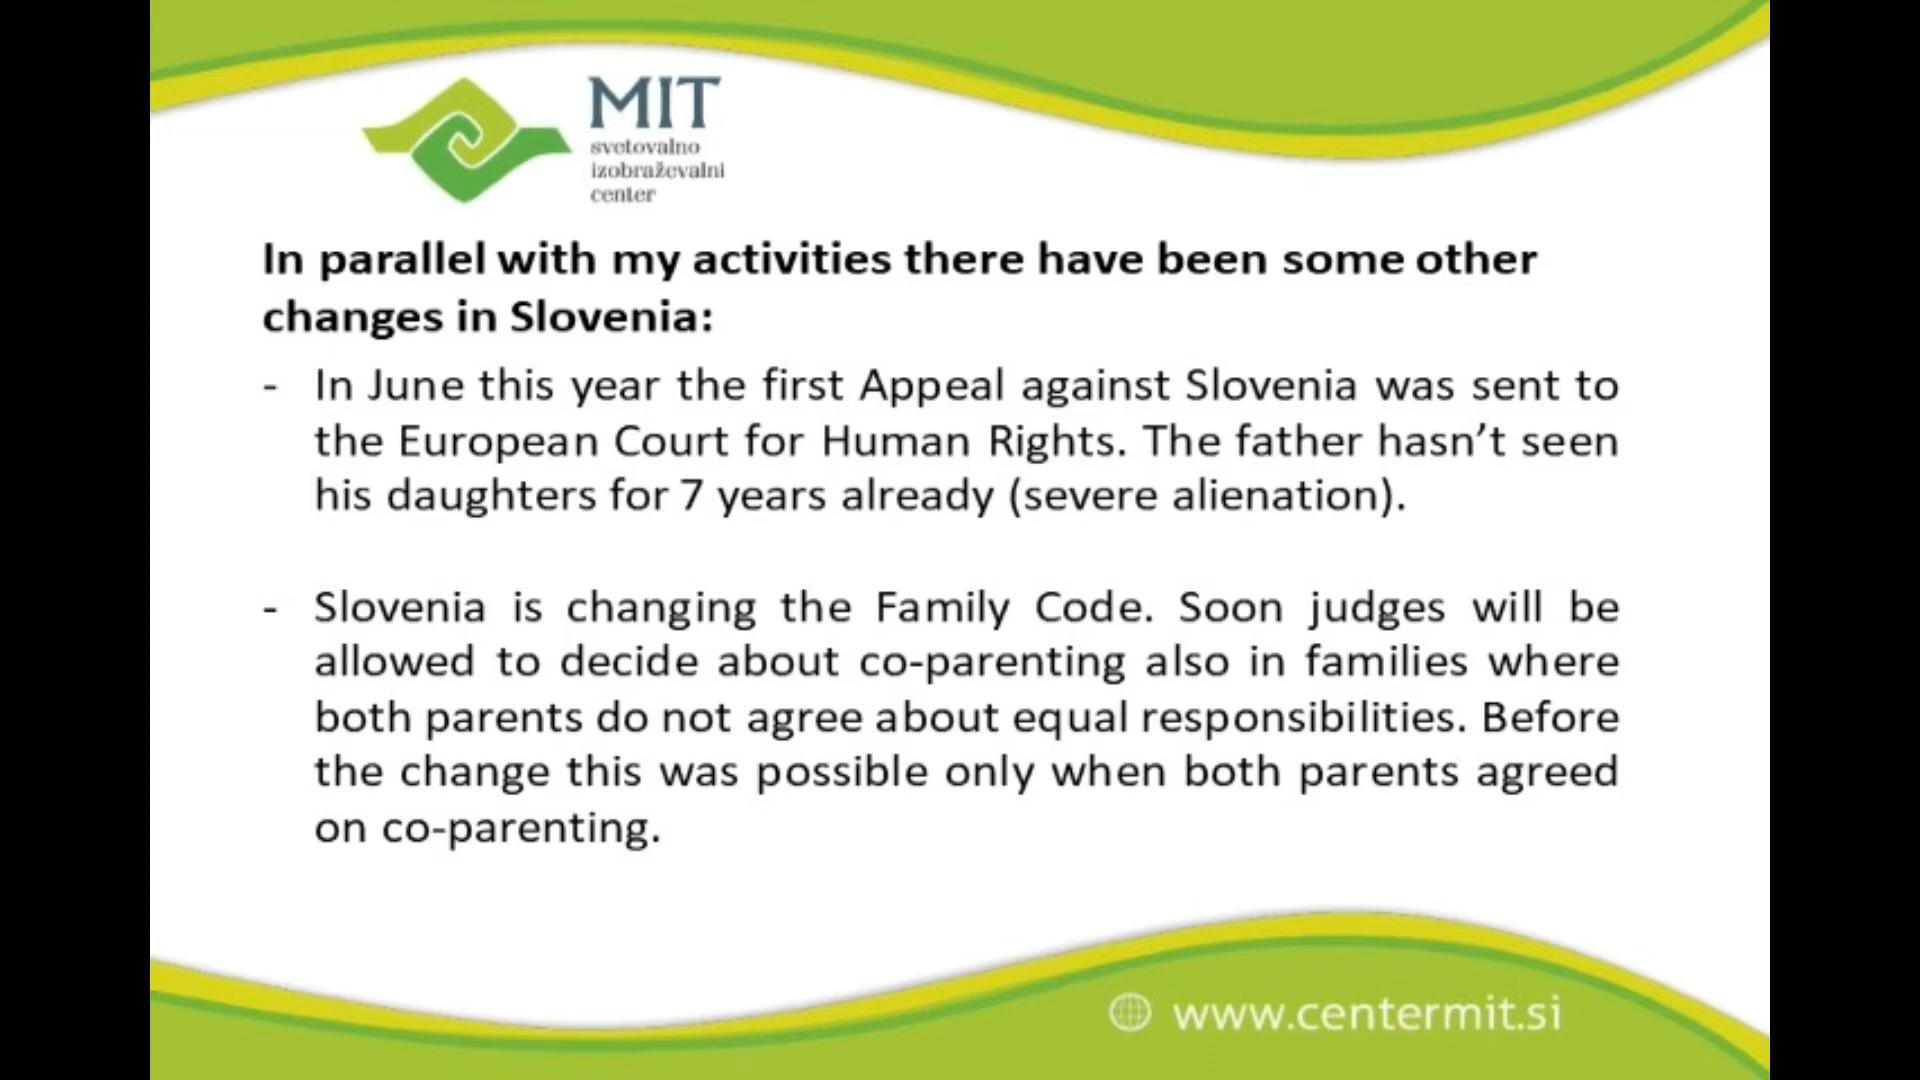 MIT
svetovalno
izobraževalni
center
In parallel with my activities there have been some other
changes in Slovenia:
- In June this year the first Appeal against Slovenia was sent to
the European Court for Human Rights. The father hasn’t seen
his daughters for 7 years already (severe alienation).
- Slovenia is changing the Family Code. Soon judges will be
allowed to decide about co-parenting also in families where
both parents do not agree about equal responsibilities. Before
the change this was possible only when both parents agreed
on co-parenting.
www.centermit.si